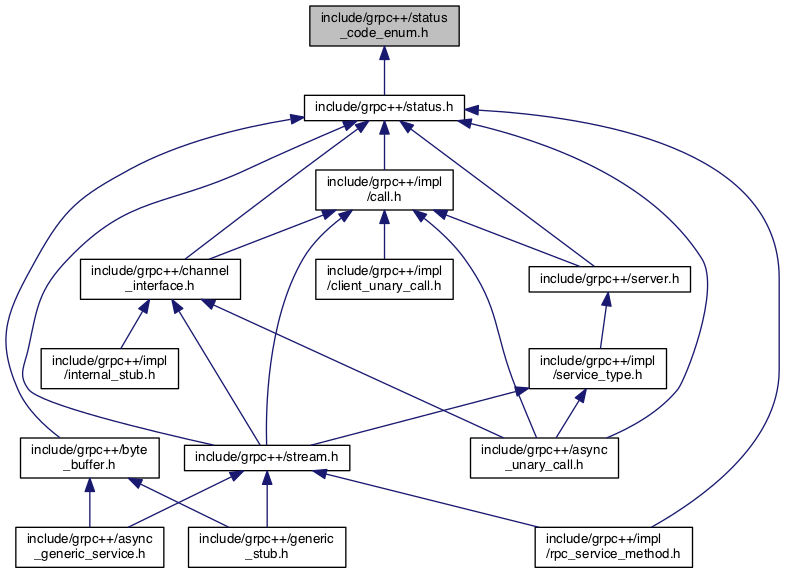 include/grpc++/status
_code_enum.h
include/grpc++/status.h
include/grpc++/impl
/call.h
include/grpc++/channel
_interface.h
include/grpc++/impl
/client_unary_call.h
include/grpc++/server.h
include/grpc++/impl
/internal_stub.h
include/grpc++/impl
/service_type.h
include/grpc++/byte
_buffer.h
include/grpc++/stream.h
include/grpc++/async
_unary_call.h
include/grpc++/async
_generic_service.h
include/grpc++/generic
_stub.h
include/grpc++/impl
/rpc_service_method.h